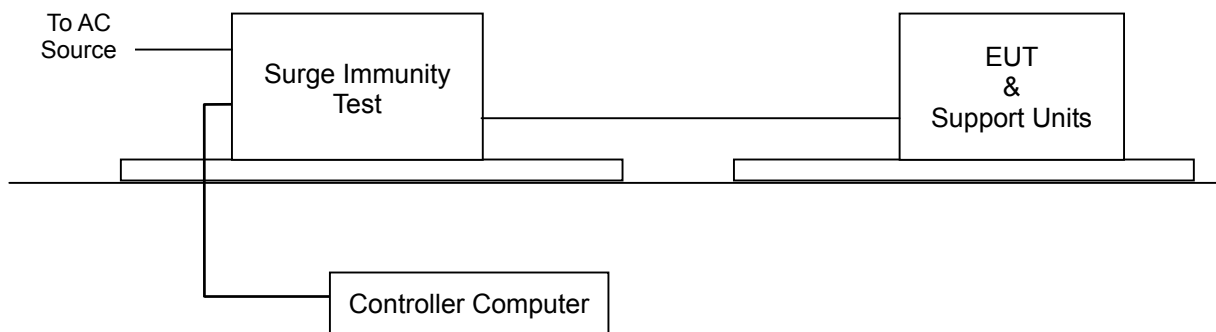 To AC
Source
Surge Immunity
Test
EUT
&
Support Units
Controller Computer